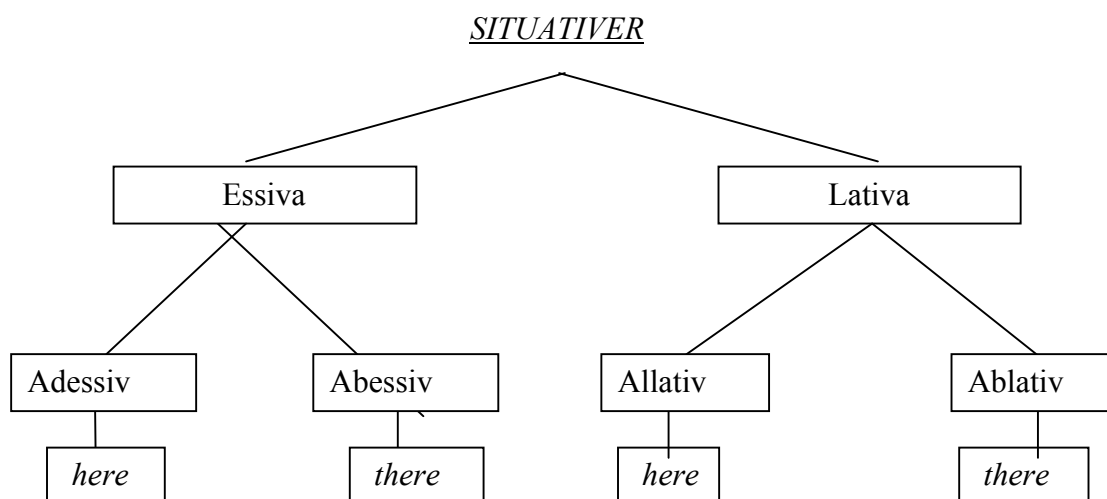 SITUATIVER
Essiva Lativa
Adessiv Abessiv Allativ Ablativ
here there here there